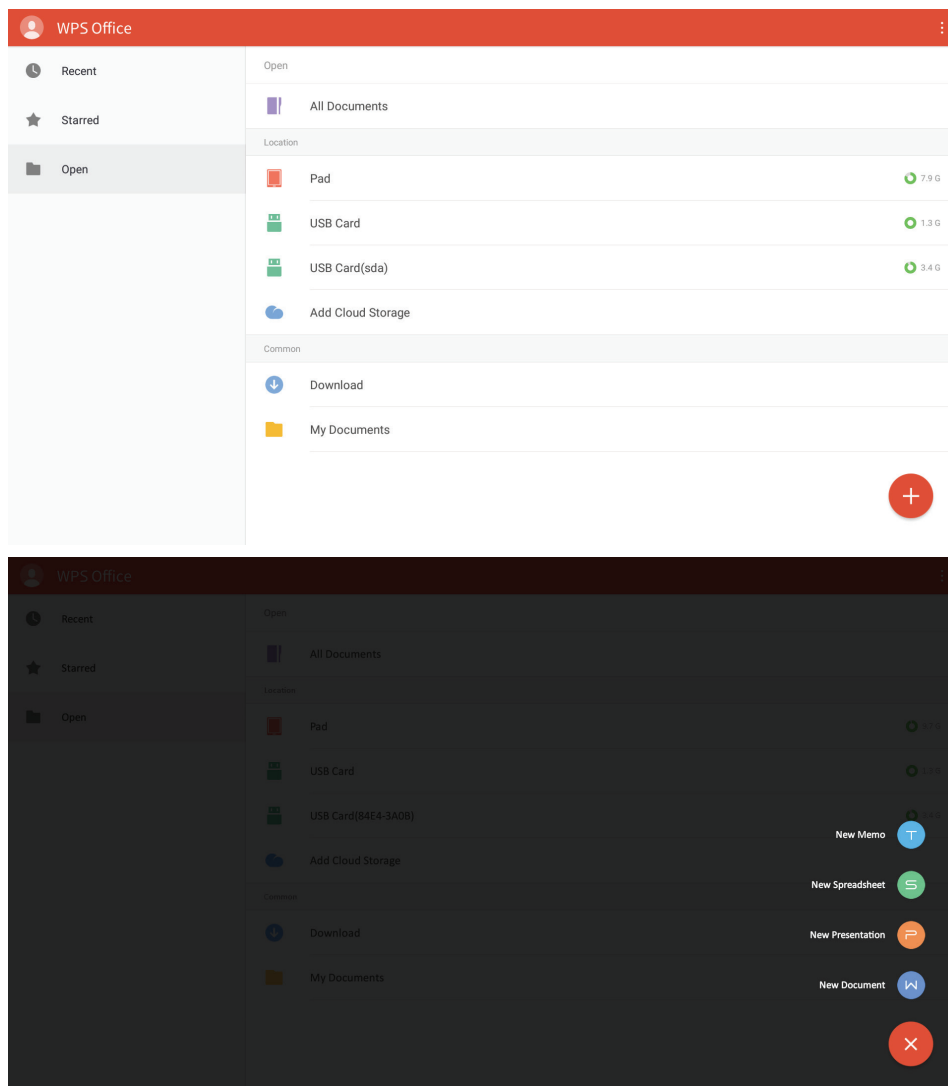 WPS Office
Recent
Starred
Open
Open
All Documents
Location
Pad
7.9 G
USB Card
1.3 G
USB Card(sda)
3.4 G
Add Cloud Storage
Common
Download
My Documents
WPS Office
Recent
Starred
Open
Open
All Documents
Location
Pad
USB Card
USB Card(84E4-3A0B)
Add Cloud Storage
Common
Download
My Documents
New Memo
T
New Spreadsheet
S
New Presentation
P
New Document
W